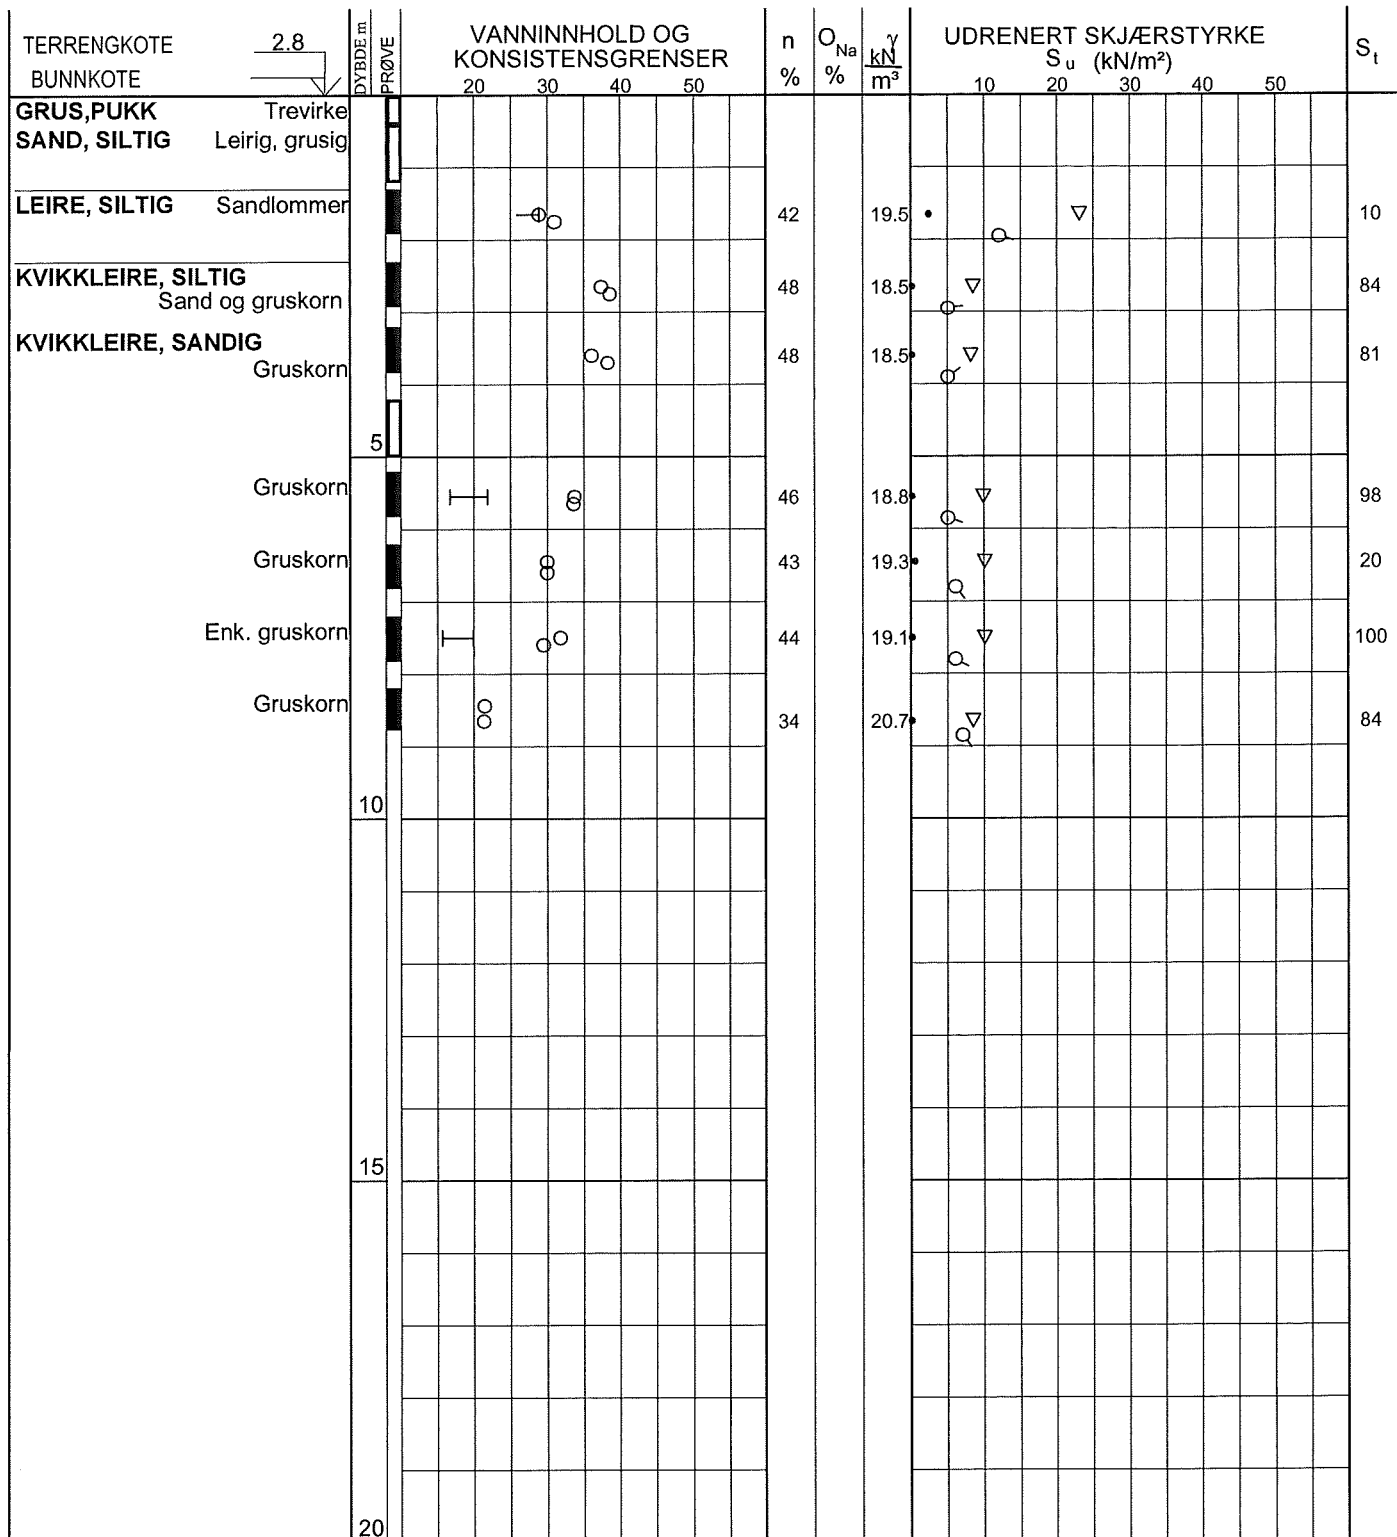 TERRENGKOTE 2.8
BUNNKOTE
DYBDE m
PRØVE
VANNINNHOLD OG
KONSISTENSGRENSER
20 30 40 50
n
%
O Na
%
γ
kN
m³
UDRENERT SKJÆRSTYRKE
S u (kN/m²)
10 20 30 40 50
S t
GRUS,PUKK Trevirke
SAND, SILTIG Leirig, grusig
LEIRE, SILTIG Sandlommer 42 19.5 10
KVIKKLEIRE, SILTIG
Sand og gruskorn 48 18.5 84
KVIKKLEIRE, SANDIG
Gruskorn 48 18.5 81
5
Gruskorn 46 18.8 98
Gruskorn 43 19.3 20
Enk. gruskorn 44 19.1 100
Gruskorn 34 20.7 84
10
15
20